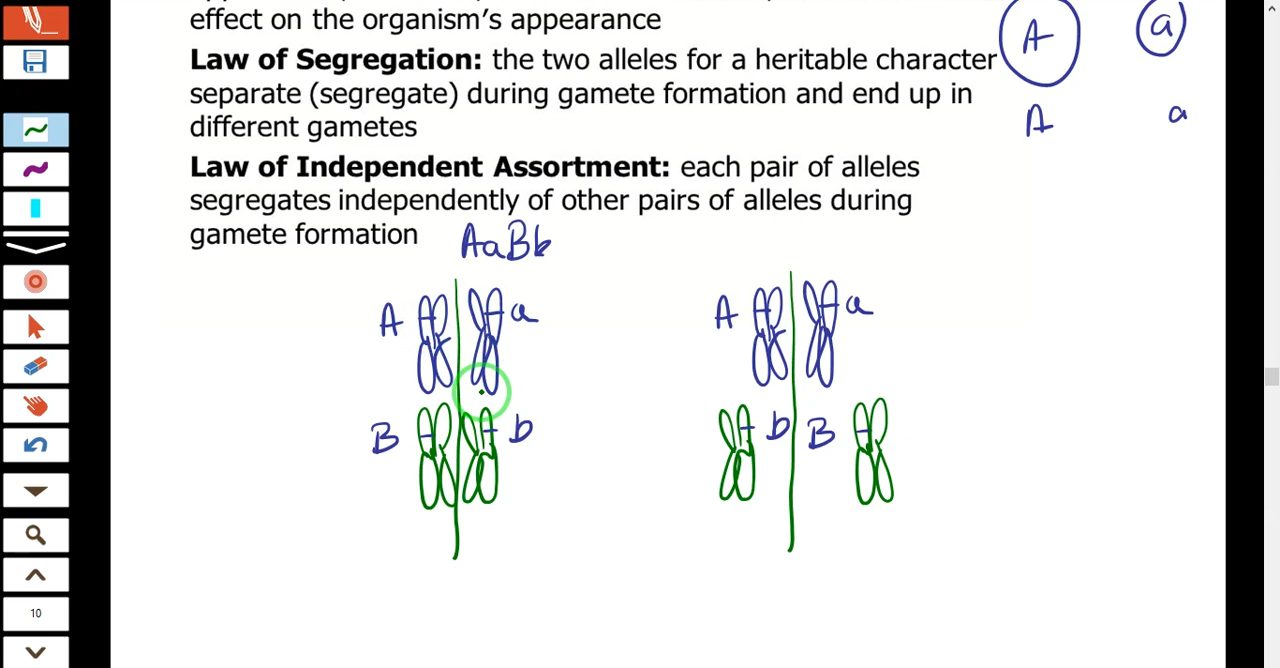 effect on the organism's appearance
Law of Segregation: the two alleles for a heritable character
separate (segregate) during gamete formation and end up in
different gametes
Law of Independent Assortment: each pair of alleles
segregates independently of other pairs of alleles during
gamete formation
A a
A a
AaBb
A a A a
B b b B
10